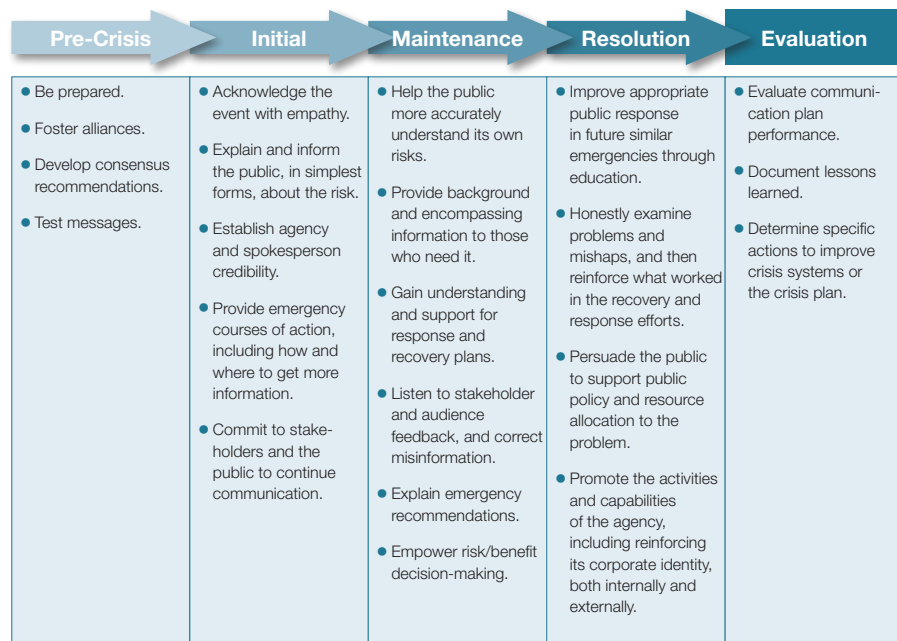 Pre-Crisis
Initial
Maintenance
Resolution
Evaluation
● Be prepared.
● Foster alliances.
● Develop consensus
recommendations.
● Test messages.
● Acknowledge the
event with empathy.
● Explain and inform
the public, in simplest
forms, about the risk.
● Establish agency
and spokesperson
credibility.
● Provide emergency
courses of action,
including how and
where to get more
information.
● Commit to stake-
holders and the
public to continue
communication.
● Help the public
more accurately
understand its own
risks.
● Provide background
and encompassing
information to those
who need it.
● Gain understanding
and support for
response and
recovery plans.
● Listen to stakeholder
and audience
feedback, and correct
misinformation.
● Explain emergency
recommendations.
● Empower risk/benefit
decision-making.
● Improve appropriate
public response
in future similar
emergencies through
education.
● Honestly examine
problems and
mishaps, and then
reinforce what worked
in the recovery and
response efforts.
● Persuade the public
to support public
policy and resource
allocation to the
problem.
● Promote the activities
and capabilities
of the agency,
including reinforcing
its corporate identity,
both internally and
externally.
● Evaluate communi-
cation plan
performance.
● Document lessons
learned.
● Determine specific
actions to improve
crisis systems or
the crisis plan.